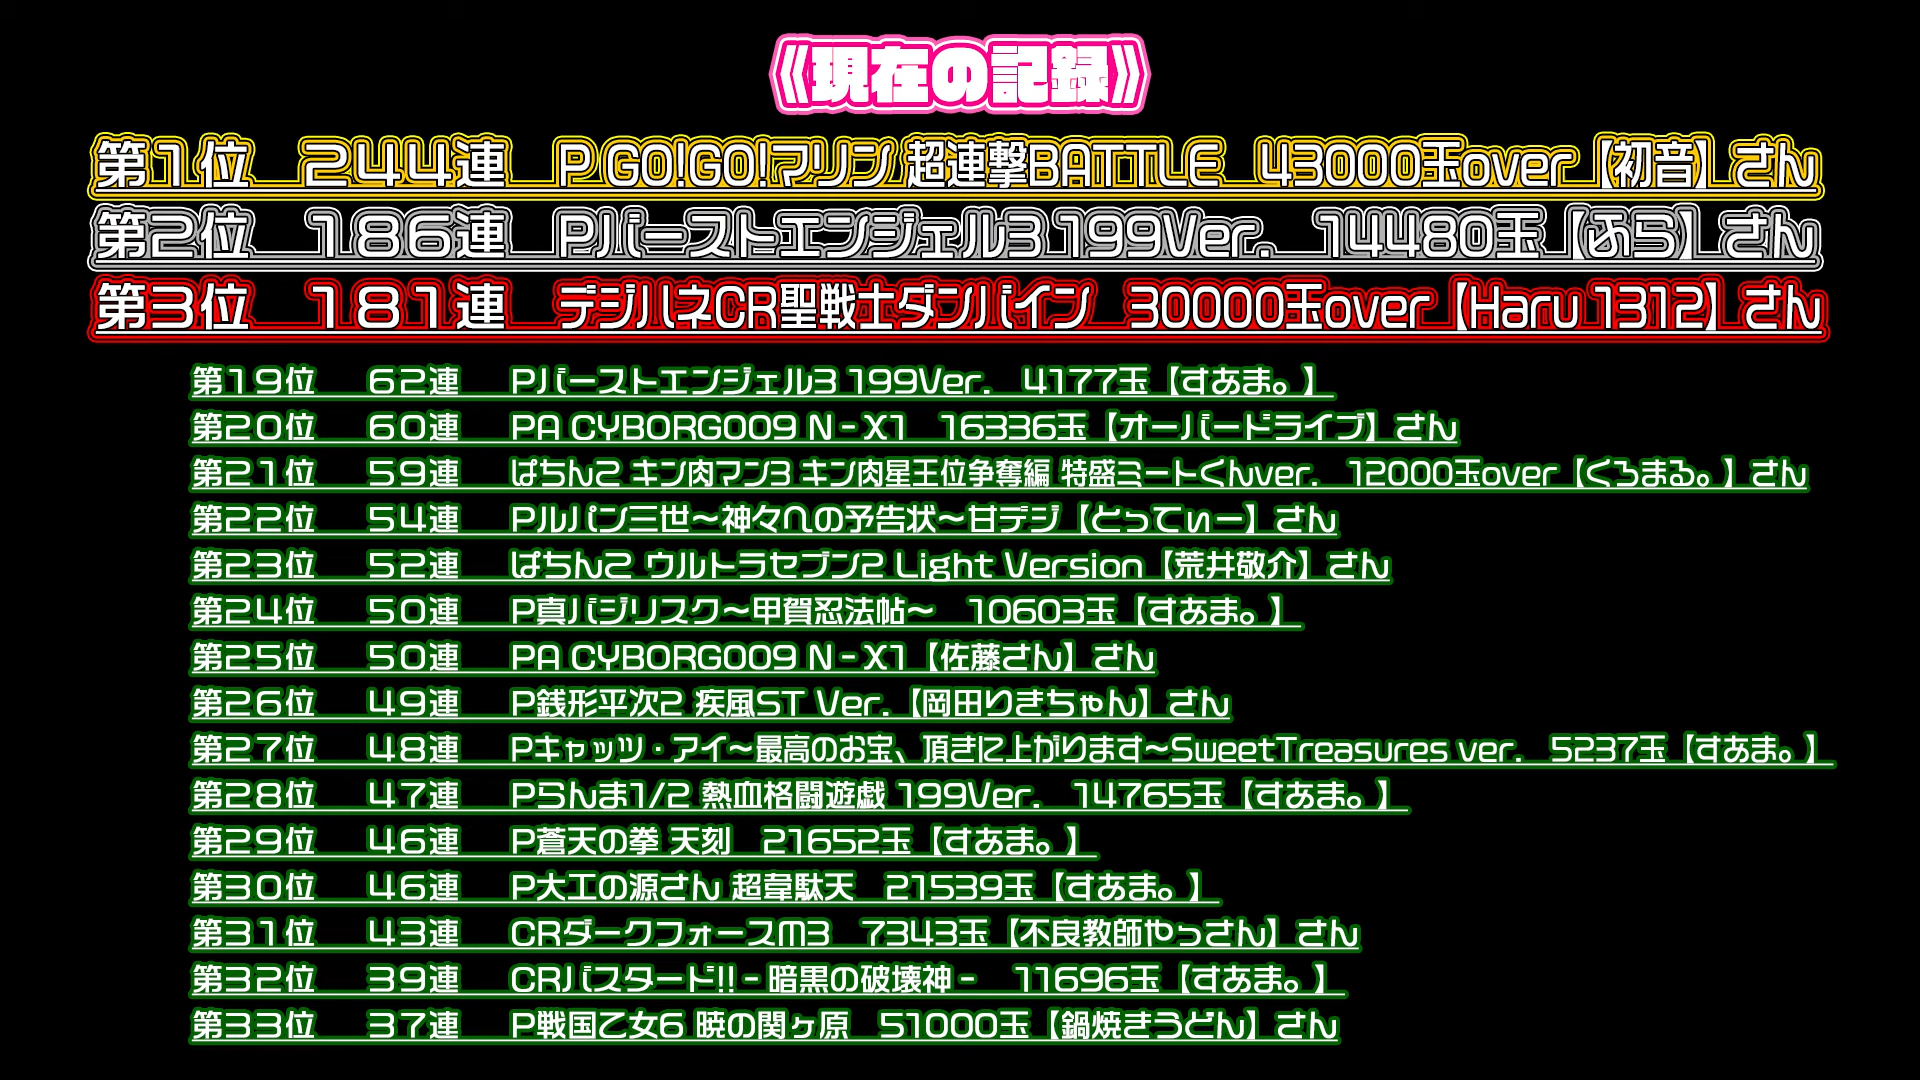 《現在の記録》
第1位　244連　P GO!GO!マリン 超連撃BATTLE　43000玉over【初音】さん
第2位　186連　Pバーストエンジェル3 199Ver.　14480玉【みら】さん
第3位　181連　デジハネCR聖戦士ダンバイン　30000玉over【Haru 1312】さん
第19位　62連　Pバーストエンジェル3 199Ver.　4177玉【すあま。】
第20位　60連　PA CYBORG009 N-X1　16336玉【オーバードライブ】さん
第21位　59連　ぱちんこ キン肉マン3 キン肉星王位争奪編 特盛ミートくんver.　12000玉over【くろまる。】さん
第22位　54連　Pルパン三世～神々への予告状～甘デジ【とってぃー】さん
第23位　52連　ぱちんこ ウルトラセブン2 Light Version【荒井敬介】さん
第24位　50連　P真バジリスク～甲賀忍法帖～　10603玉【すあま。】
第25位　50連　PA CYBORG009 N-X1【佐藤さん】さん
第26位　49連　P銭形平次2 疾風ST Ver.【岡田りきちゃん】さん
第27位　48連　Pキャッツ・アイ～最高のお宝、頂きに上がります～SweetTreasures ver.　5237玉【すあま。】
第28位　47連　Pらんま1/2 熱血格闘遊戯 199Ver.　14765玉【すあま。】
第29位　46連　P蒼天の拳 天刻　21652玉【すあま。】
第30位　46連　P大工の源さん 超韋駄天　21539玉【すあま。】
第31位　43連　CRダークフォースM3　7343玉【不良教師やっさん】さん
第32位　39連　CRバスタード!!-暗黒の破壊神-　11696玉【すあま。】
第33位　37連　P戦国乙女6 暁の関ヶ原　51000玉【鍋焼きうどん】さん